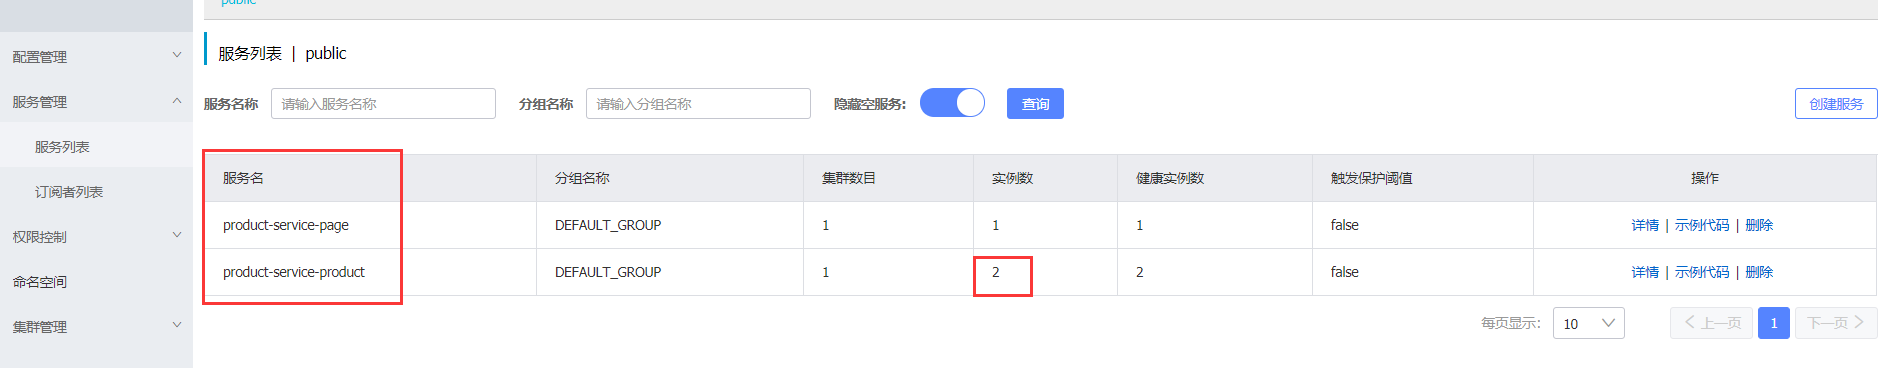 public
配置管理
服务管理
服务列表
订阅者列表
权限控制
命名空间
集群管理
服务列表 | public
服务名称 请输入服务名称 分组名称 请输入分组名称 隐藏空服务: 查询 创建服务
服务名 分组名称 集群数目 实例数 健康实例数 触发保护阈值 操作
product-service-page DEFAULT_GROUP 1 1 1 false 详情 | 示例代码 | 删除
product-service-product DEFAULT_GROUP 1 2 2 false 详情 | 示例代码 | 删除
每页显示: 10 上一页 1 下一页